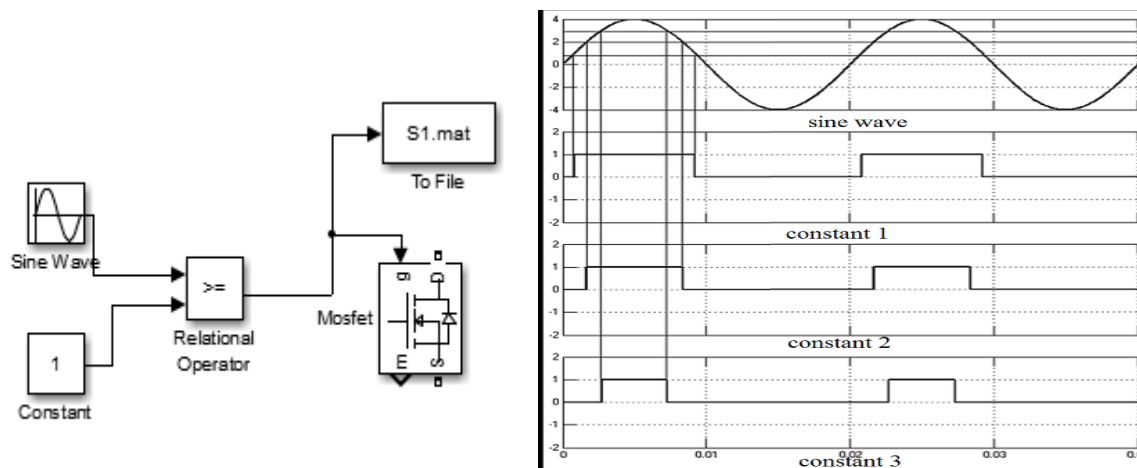 S1.mat
To File
Sine Wave
>=
Relational
Operator
1
Constant
g
D
Mosfet
m
S
4
2
0
-2
-4
sine wave
2
1
0
-1
-2
constant 1
2
1
0
-1
-2
constant 2
2
1
0
-1
-2
0
0.01
0.02
0.03
constant 3